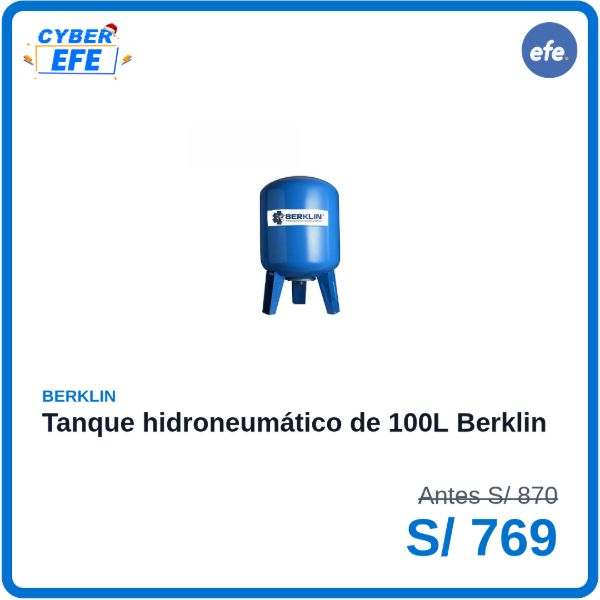 CYBER
EFE
efe.
BERKLIN
BERKLIN
Tanque hidroneumático de 100L Berklin
Antes S/ 870
S/ 769